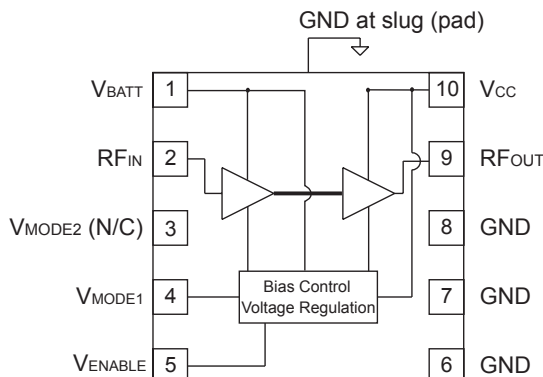 GND at slug (pad)
VBATT 1
10 VCC
RFIN 2
9 RFOUT
VMODE2 (N/C) 3
8 GND
VMODE1 4
Bias Control
Voltage Regulation
7 GND
VENABLE 5
6 GND